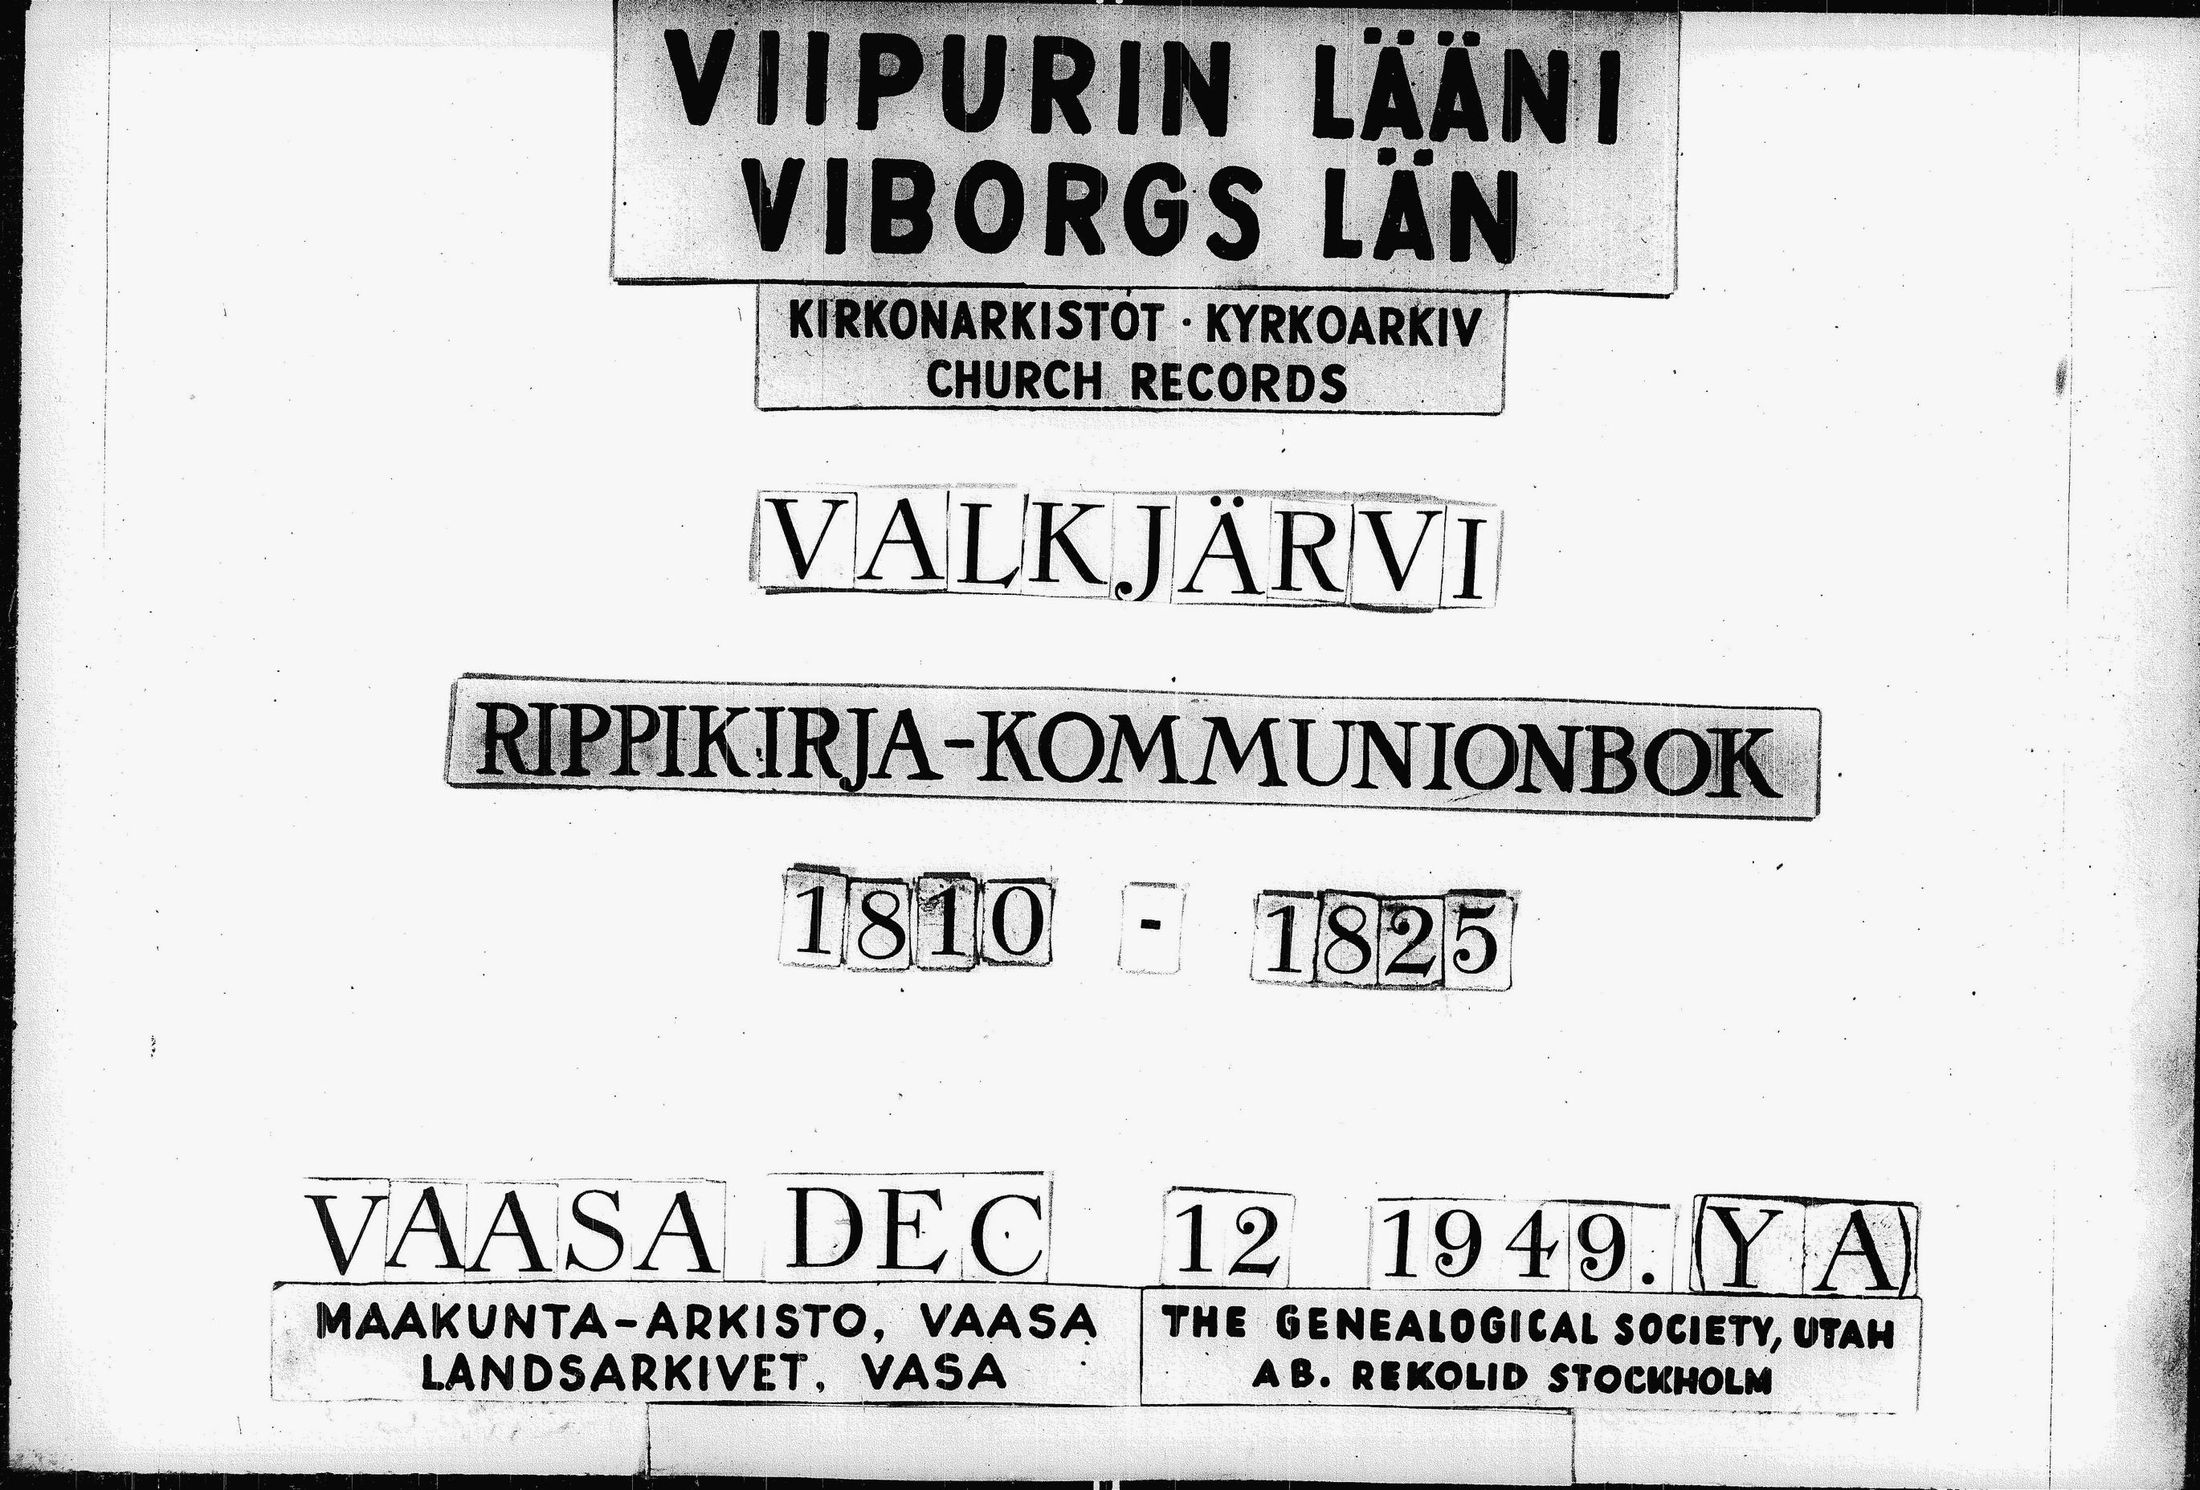 VIIPURIN LÄÄNI
VIBORGS LÄN
KIRKONARKISTOT · KYRKOARKIV
CHURCH RECORDS
VALKJÄRVI
RIPPIKIRJA-KOMMUNIONBOK
1810 - 1825
VAASA DEC 12 1949. (YA)
MAAKUNTA-ARKISTO, VAASA
LANDSARKIVET, VASA
THE GENEALOGICAL SOCIETY, UTAH
AB. REKOLID STOCKHOLM